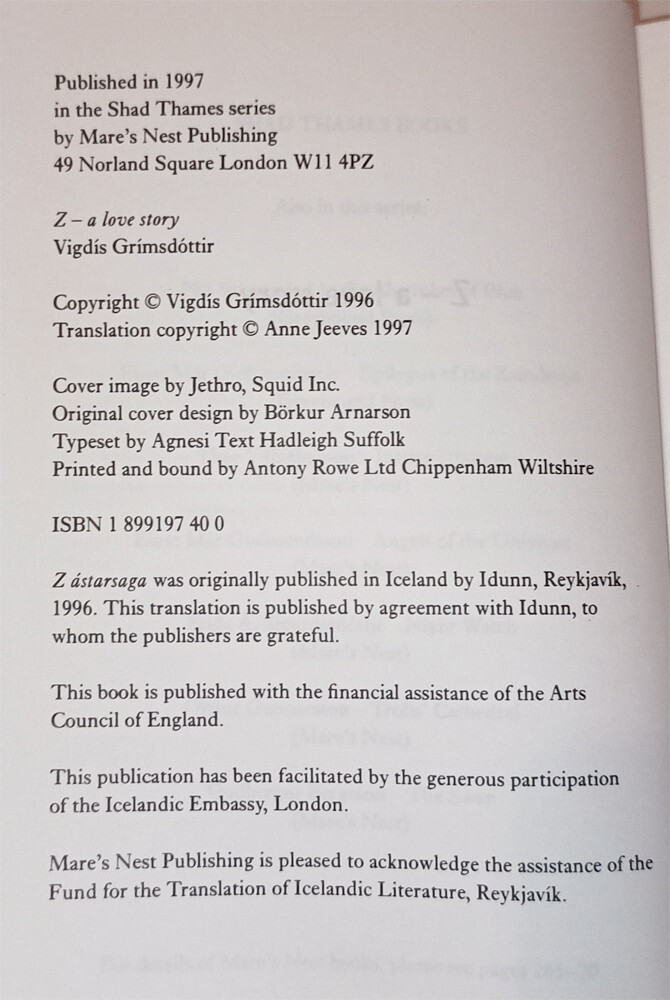 Published in 1997
in the Shad Thames series
by Mare's Nest Publishing
49 Norland Square London W11 4PZ
Z – a love story
Vigdís Grímsdóttir
Copyright © Vigdís Grímsdóttir 1996
Translation copyright © Anne Jeeves 1997
Cover image by Jethro, Squid Inc.
Original cover design by Börkur Arnarson
Typeset by Agnesi Text Hadleigh Suffolk
Printed and bound by Antony Rowe Ltd Chippenham Wiltshire
ISBN 1 899197 40 0
Z ástarsaga was originally published in Iceland by Idunn, Reykjavík,
1996. This translation is published by agreement with Idunn, to
whom the publishers are grateful.
This book is published with the financial assistance of the Arts
Council of England.
This publication has been facilitated by the generous participation
of the Icelandic Embassy, London.
Mare's Nest Publishing is pleased to acknowledge the assistance of the
Fund for the Translation of Icelandic Literature, Reykjavík.